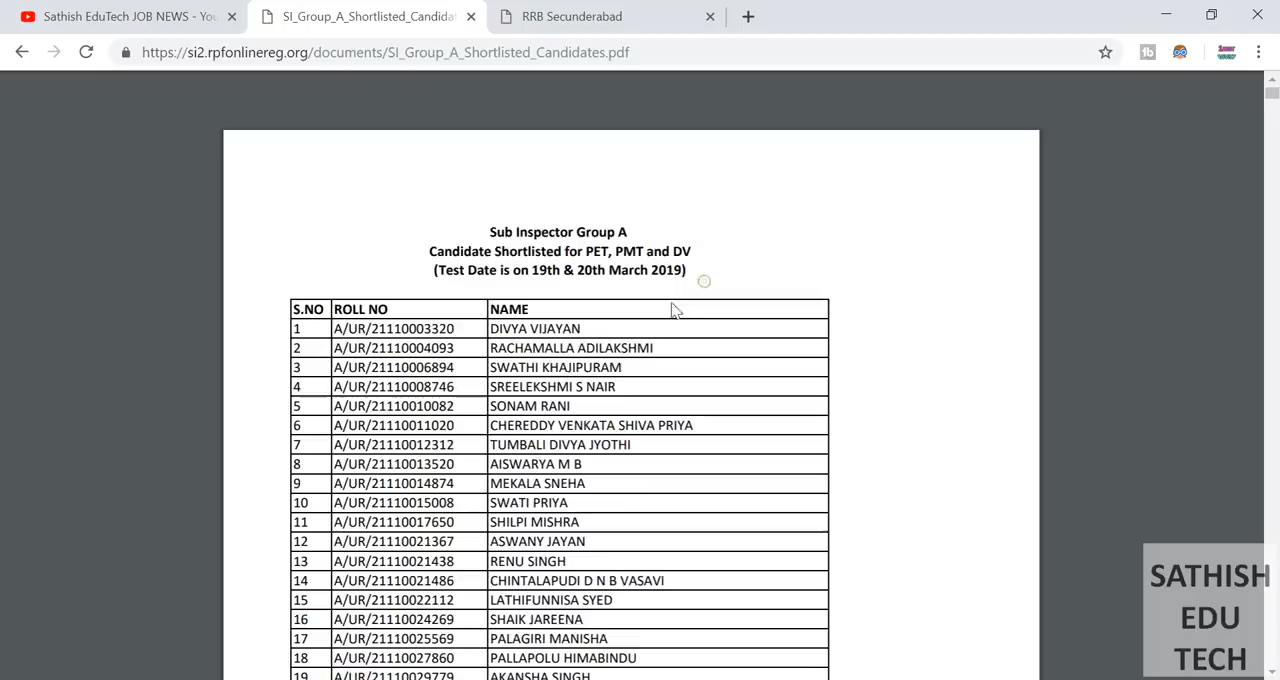 Sathish EduTech JOB NEWS - You
SI_Group_A_Shortlisted_Candidat
RRB Secunderabad
https://si2.rpfonlinereg.org/documents/SI_Group_A_Shortlisted_Candidates.pdf
Sub Inspector Group A
Candidate Shortlisted for PET, PMT and DV
(Test Date is on 19th & 20th March 2019)
S.NO ROLL NO NAME
1 A/UR/21110003320 DIVYA VIJAYAN
2 A/UR/21110004093 RACHAMALLA ADILAKSHMI
3 A/UR/21110006894 SWATHI KHAJIPURAM
4 A/UR/21110008746 SREELEKSHMI S NAIR
5 A/UR/21110010082 SONAM RANI
6 A/UR/21110011020 CHEREDDY VENKATA SHIVA PRIYA
7 A/UR/21110012312 TUMBALI DIVYA JYOTHI
8 A/UR/21110013520 AISWARYA M B
9 A/UR/21110014874 MEKALA SNEHA
10 A/UR/21110015008 SWATI PRIYA
11 A/UR/21110017650 SHILPI MISHRA
12 A/UR/21110021367 ASWANY JAYAN
13 A/UR/21110021438 RENU SINGH
14 A/UR/21110021486 CHINTALAPUDI D N B VASAVI
15 A/UR/21110022112 LATHIFUNNISA SYED
16 A/UR/21110024269 SHAIK JAREENA
17 A/UR/21110025569 PALAGIRI MANISHA
18 A/UR/21110027860 PALLAPOLU HIMABINDU
19 A/UR/21110029779 AKANSHA SINGH
SATHISH
EDU
TECH